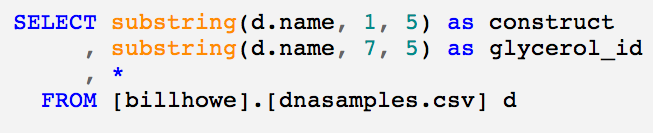 SELECT substring(d.name, 1, 5) as construct
, substring(d.name, 7, 5) as glycerol_id
, *
FROM [billhowe].[dnasamples.csv] d